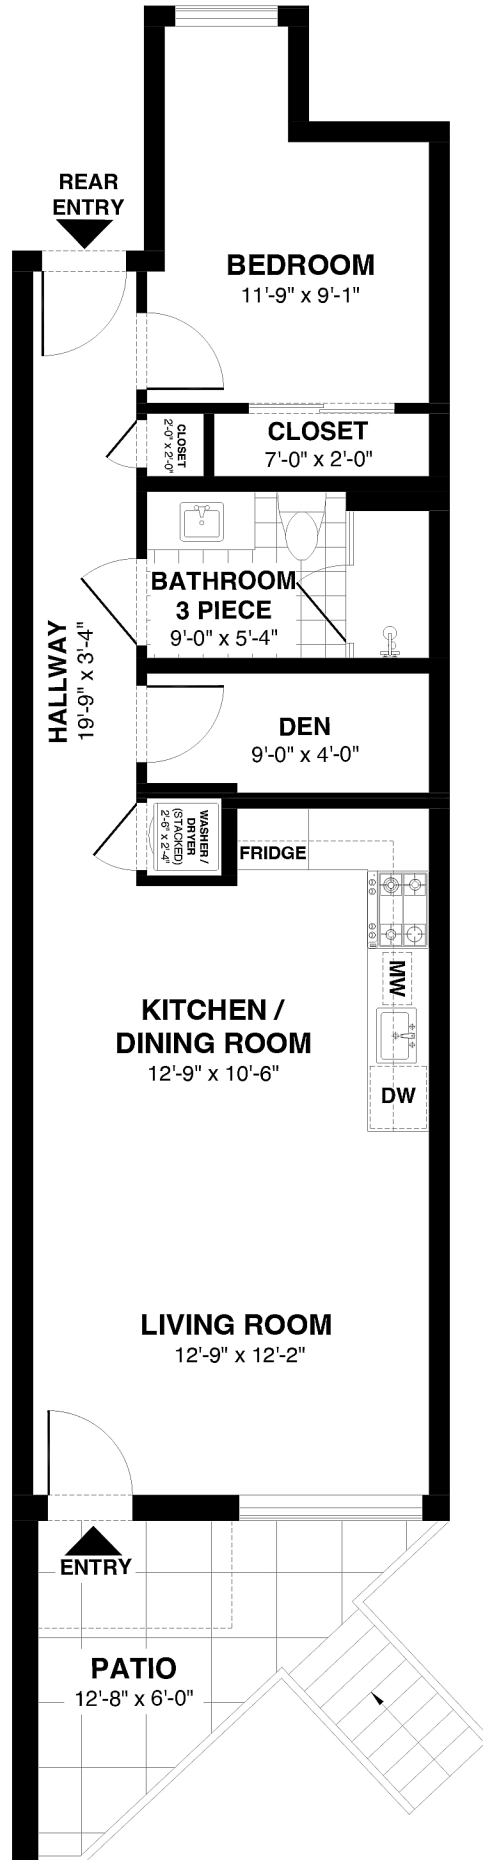 REAR
ENTRY
BEDROOM
11'-9" x 9'-1"
CLOSET
2'-0" x 2'-0"
CLOSET
7'-0" x 2'-0"
BATHROOM
3 PIECE
9'-0" x 5'-4"
HALLWAY
19'-9" x 3'-4"
DEN
9'-0" x 4'-0"
WASHER /
DRYER
(STACKED)
2'-6" x 2'-4"
FRIDGE
MW
KITCHEN /
DINING ROOM
12'-9" x 10'-6"
DW
LIVING ROOM
12'-9" x 12'-2"
ENTRY
PATIO
12'-8" x 6'-0"